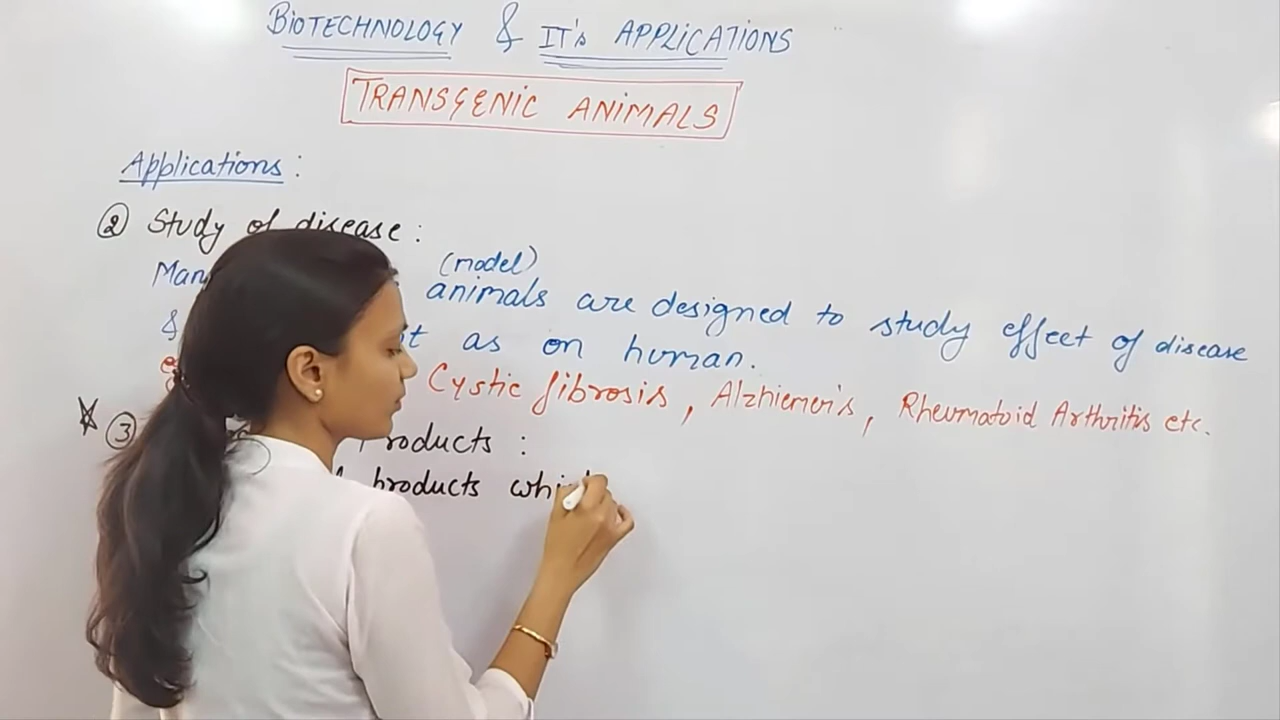 BIOTECHNOLOGY & IT's APPLICATIONS
TRANSGENIC ANIMALS
Applications :
② Study of disease :
(model)
animals are designed to study effect of disease
& as on human.
Cystic fibrosis, Alzhiemer's, Rheumatoid Arthritis etc.
③ Products :
products